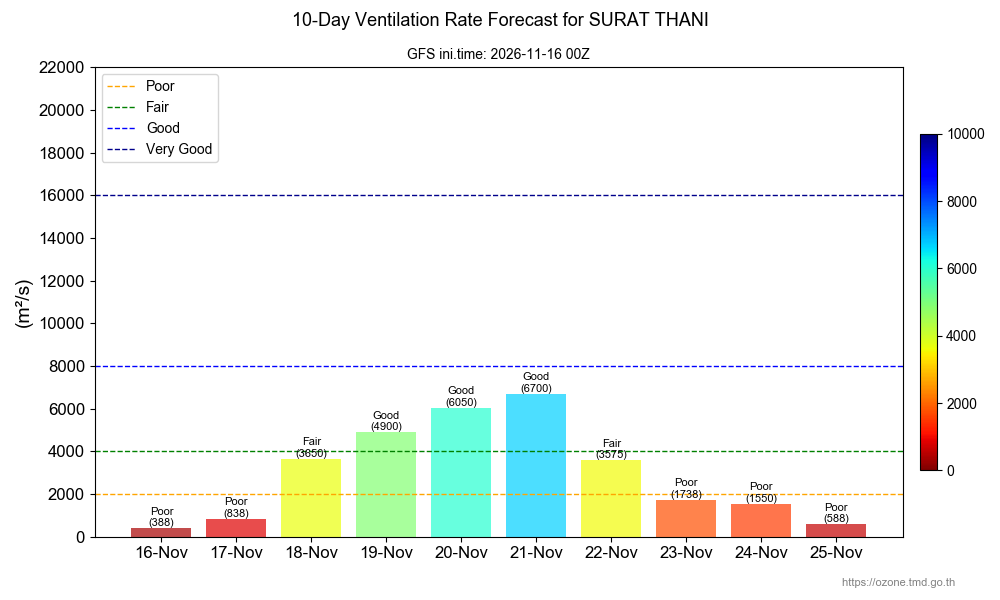 10-Day Ventilation Rate Forecast for SURAT THANI
GFS ini.time: 2026-11-16 00Z
Poor
Fair
Good
Very Good
(m²/s)
22000
20000
18000
16000
14000
12000
10000
8000
6000
4000
2000
0
Poor
(388)
Poor
(838)
Fair
(3650)
Good
(4900)
Good
(6050)
Good
(6700)
Fair
(3575)
Poor
(1738)
Poor
(1550)
Poor
(588)
16-Nov 17-Nov 18-Nov 19-Nov 20-Nov 21-Nov 22-Nov 23-Nov 24-Nov 25-Nov
10000
8000
6000
4000
2000
0
https://ozone.tmd.go.th